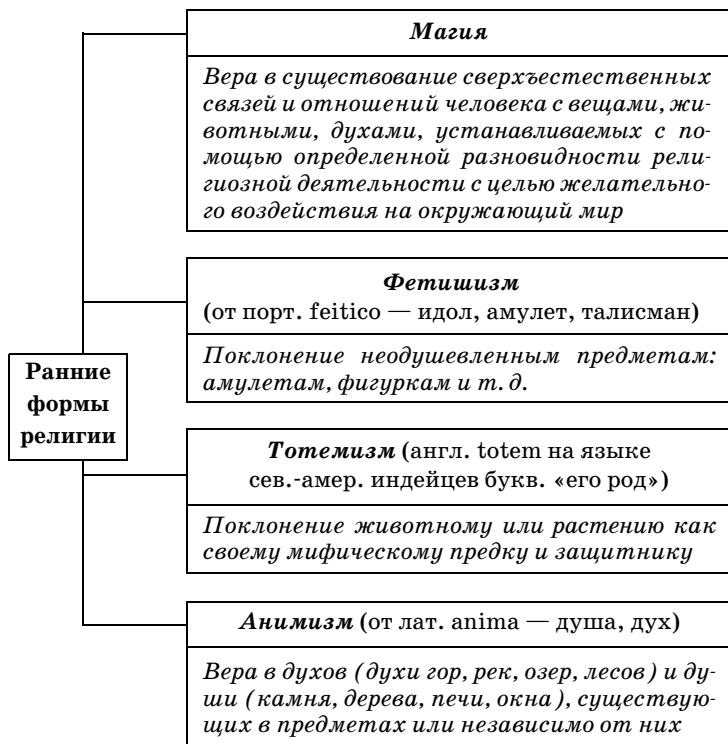 Магия
Вера в существование сверхъестественных
связей и отношений человека с вещами, жи-
вотными, духами, устанавливаемых с по-
мощью определенной разновидности рели-
гиозной деятельности с целью желательно-
го воздействия на окружающий мир
Фетишизм
(от порт. feitico — идол, амулет, талисман)
Поклонение неодушевленным предметам:
амулетам, фигуркам и т. д.
Ранние
формы
религии
Тотемизм (англ. totem на языке
сев.-амер. индейцев букв. «его род»)
Поклонение животному или растению как
своему мифическому предку и защитнику
Анимизм (от лат. anima — душа, дух)
Вера в духов (духи гор, рек, озер, лесов) и ду-
ши (камня, дерева, печи, окна), существую-
щих в предметах или независимо от них